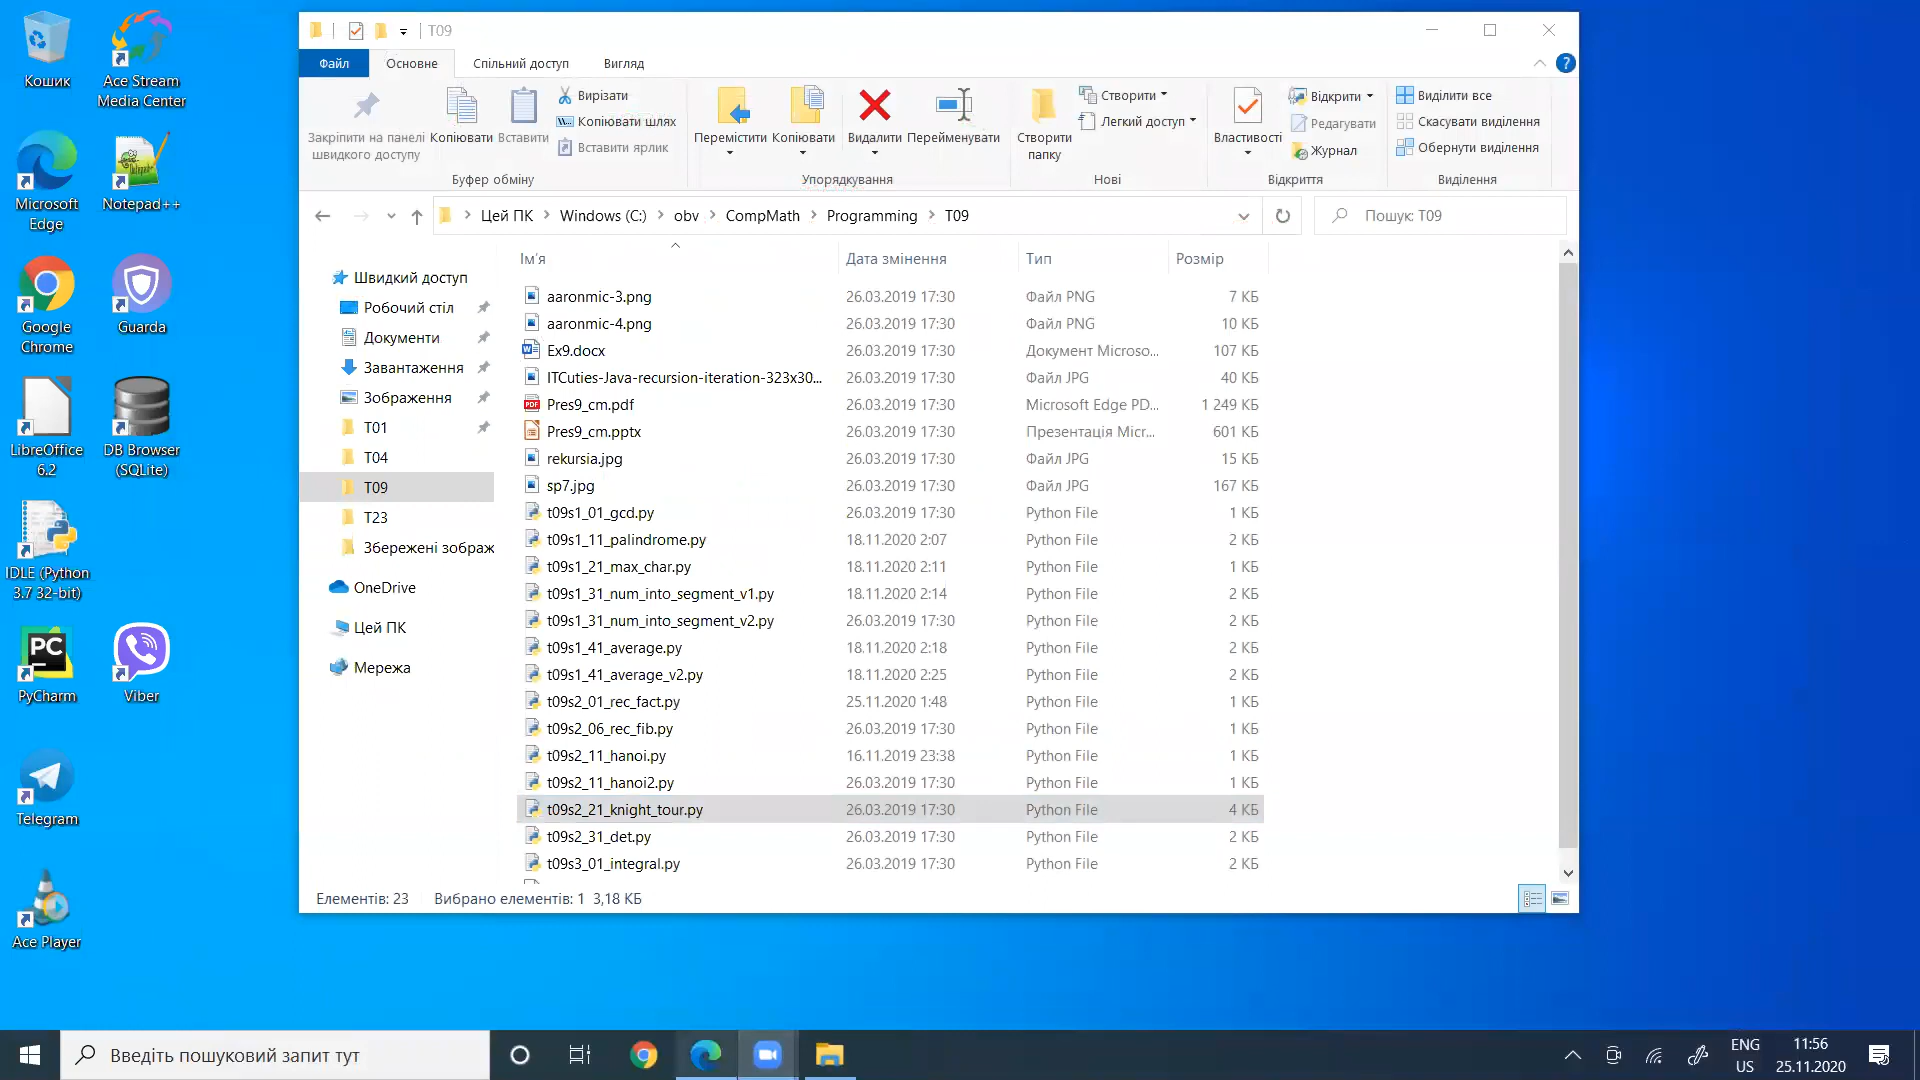 Кошик
Ace Stream
Media Center
Microsoft
Edge
Notepad++
Google
Chrome
Guarda
LibreOffice
6.2
DB Browser
(SQLite)
IDLE (Python
3.7 32-bit)
PyCharm
Viber
Telegram
Ace Player
T09
Файл
Основне
Спільний доступ
Вигляд
Закріпити на панелі
швидкого доступу
Копіювати
Вставити
Вирізати
Копіювати шлях
Вставити ярлик
Буфер обміну
Перемістити
Копіювати
Видалити
Перейменувати
Упорядкування
Створити
папку
Створити
Легкий доступ
Нові
Властивості
Відкрити
Редагувати
Журнал
Відкриття
Виділити все
Скасувати виділення
Обернути виділення
Виділення
Цей ПК > Windows (C:) > obv > CompMath > Programming > T09
Пошук: T09
Швидкий доступ
Робочий стіл
Документи
Завантаження
Зображення
T01
T04
T09
T23
Збережені зображ
OneDrive
Цей ПК
Мережа
Ім'я Дата змінення Тип Розмір
aaronmic-3.png 26.03.2019 17:30 Файл PNG 7 КБ
aaronmic-4.png 26.03.2019 17:30 Файл PNG 10 КБ
Ex9.docx 26.03.2019 17:30 Документ Microso... 107 КБ
ITCuties-Java-recursion-iteration-323x30... 26.03.2019 17:30 Файл JPG 40 КБ
Pres9_cm.pdf 26.03.2019 17:30 Microsoft Edge PD... 1 249 КБ
Pres9_cm.pptx 26.03.2019 17:30 Презентація Micr... 601 КБ
rekursia.jpg 26.03.2019 17:30 Файл JPG 15 КБ
sp7.jpg 26.03.2019 17:30 Файл JPG 167 КБ
t09s1_01_gcd.py 26.03.2019 17:30 Python File 1 КБ
t09s1_11_palindrome.py 18.11.2020 2:07 Python File 2 КБ
t09s1_21_max_char.py 18.11.2020 2:11 Python File 1 КБ
t09s1_31_num_into_segment_v1.py 18.11.2020 2:14 Python File 2 КБ
t09s1_31_num_into_segment_v2.py 26.03.2019 17:30 Python File 2 КБ
t09s1_41_average.py 18.11.2020 2:18 Python File 2 КБ
t09s1_41_average_v2.py 18.11.2020 2:25 Python File 2 КБ
t09s2_01_rec_fact.py 25.11.2020 1:48 Python File 1 КБ
t09s2_06_rec_fib.py 26.03.2019 17:30 Python File 1 КБ
t09s2_11_hanoi.py 16.11.2019 23:38 Python File 1 КБ
t09s2_11_hanoi2.py 26.03.2019 17:30 Python File 1 КБ
t09s2_21_knight_tour.py 26.03.2019 17:30 Python File 4 КБ
t09s2_31_det.py 26.03.2019 17:30 Python File 2 КБ
t09s3_01_integral.py 26.03.2019 17:30 Python File 2 КБ
Елементів: 23 Вибрано елементів: 1 3,18 КБ
Введіть пошуковий запит тут
ENG
US
11:56
25.11.2020